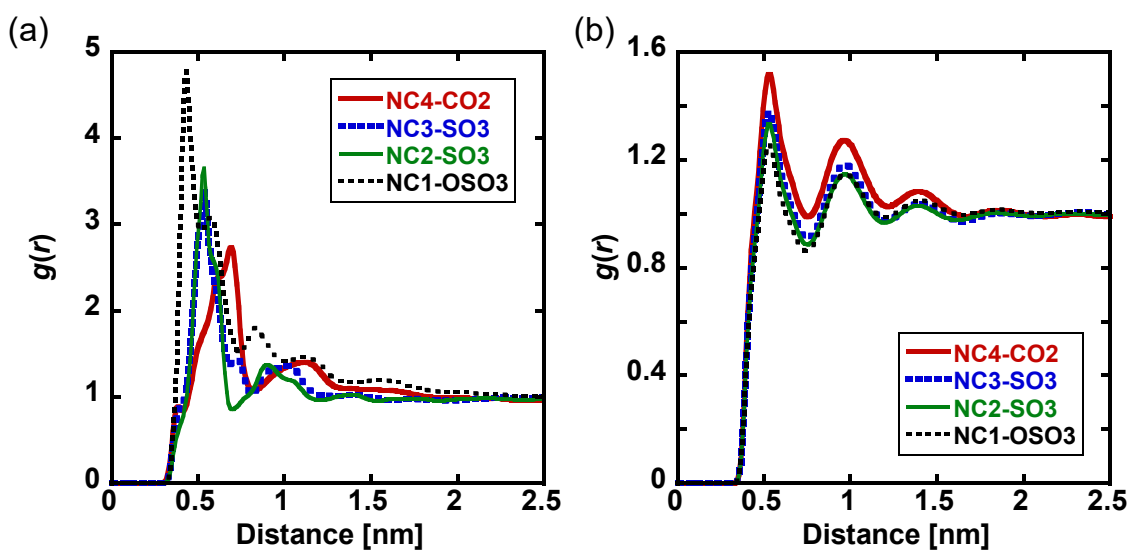 (a)
g(r)
5
4
3
2
1
0
NC4-CO2
NC3-SO3
NC2-SO3
NC1-OSO3
0 0.5 1 1.5 2 2.5
Distance [nm]
(b)
g(r)
1.6
1.2
0.8
0.4
0
NC4-CO2
NC3-SO3
NC2-SO3
NC1-OSO3
0 0.5 1 1.5 2 2.5
Distance [nm]